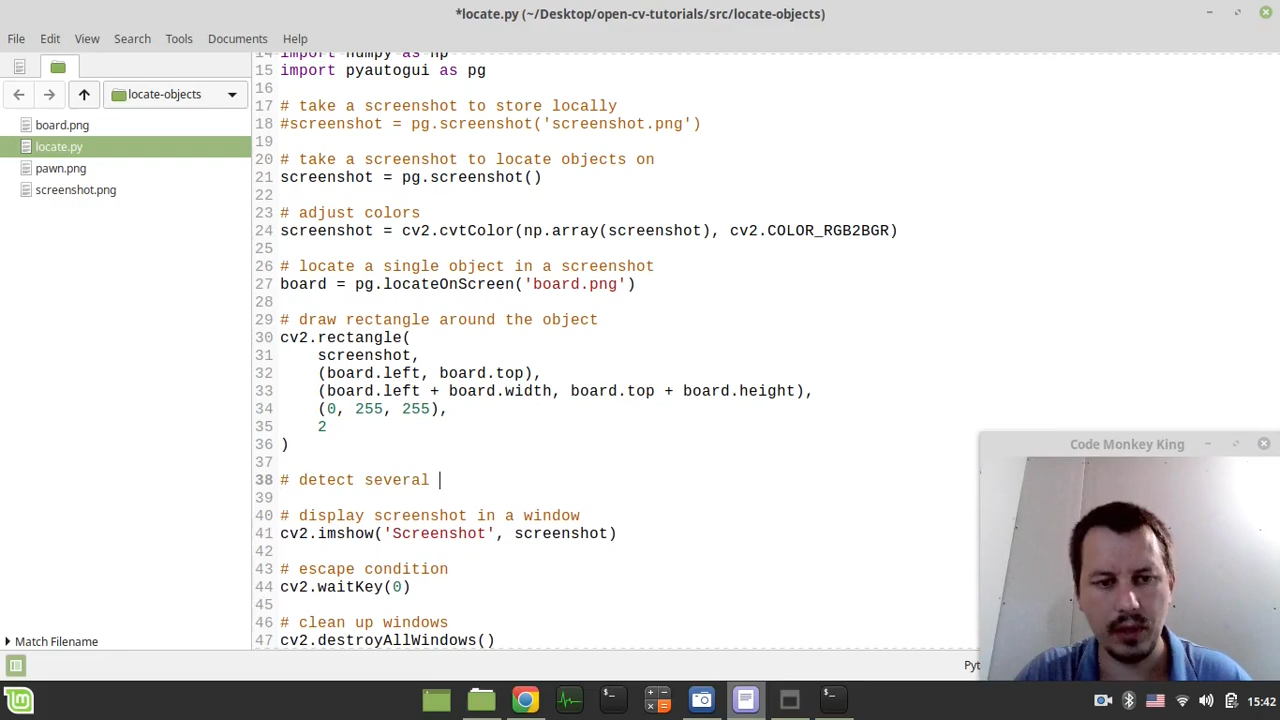 *locate.py (~/Desktop/open-cv-tutorials/src/locate-objects)
File Edit View Search Tools Documents Help
locate-objects
board.png
locate.py
pawn.png
screenshot.png
Match Filename
14 import numpy as np
15 import pyautogui as pg
16
17 # take a screenshot to store locally
18 #screenshot = pg.screenshot('screenshot.png')
19
20 # take a screenshot to locate objects on
21 screenshot = pg.screenshot()
22
23 # adjust colors
24 screenshot = cv2.cvtColor(np.array(screenshot), cv2.COLOR_RGB2BGR)
25
26 # locate a single object in a screenshot
27 board = pg.locateOnScreen('board.png')
28
29 # draw rectangle around the object
30 cv2.rectangle(
31 screenshot,
32 (board.left, board.top),
33 (board.left + board.width, board.top + board.height),
34 (0, 255, 255),
35 2
36 )
37
38 # detect several
39
40 # display screenshot in a window
41 cv2.imshow('Screenshot', screenshot)
42
43 # escape condition
44 cv2.waitKey(0)
45
46 # clean up windows
47 cv2.destroyAllWindows()
Code Monkey King
Pyt
15:42